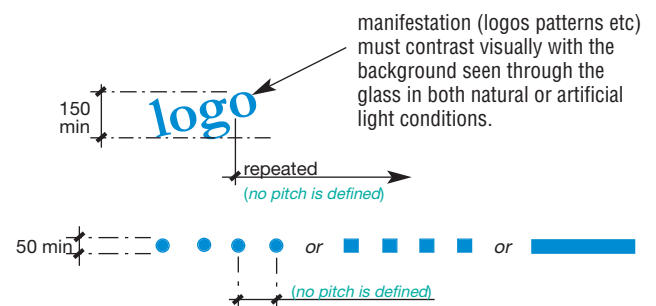 manifestation (logos patterns etc)
must contrast visually with the
background seen through the
glass in both natural or artificial
light conditions.
150
min
logo
repeated
(no pitch is defined)
50 min
or
or
(no pitch is defined)